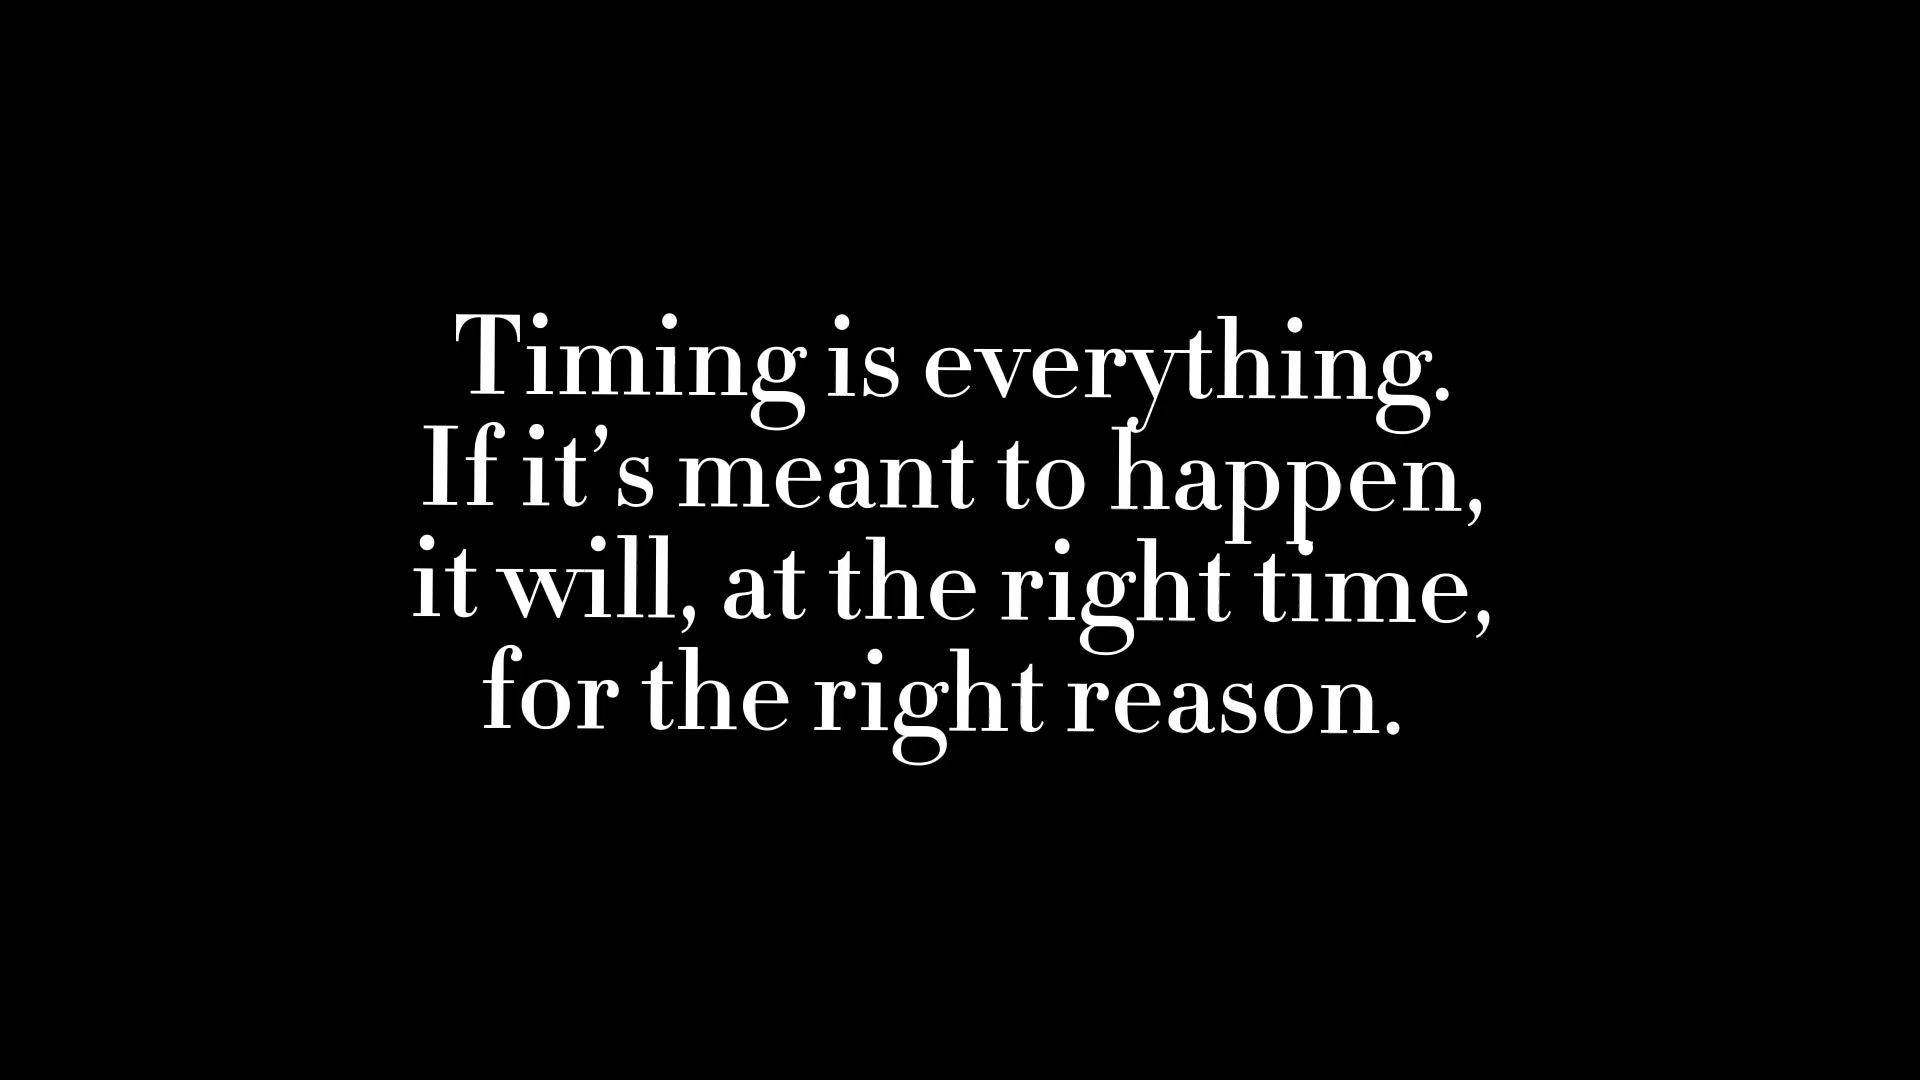 Timing is everything.
If it’s meant to happen,
it will, at the right time,
for the right reason.